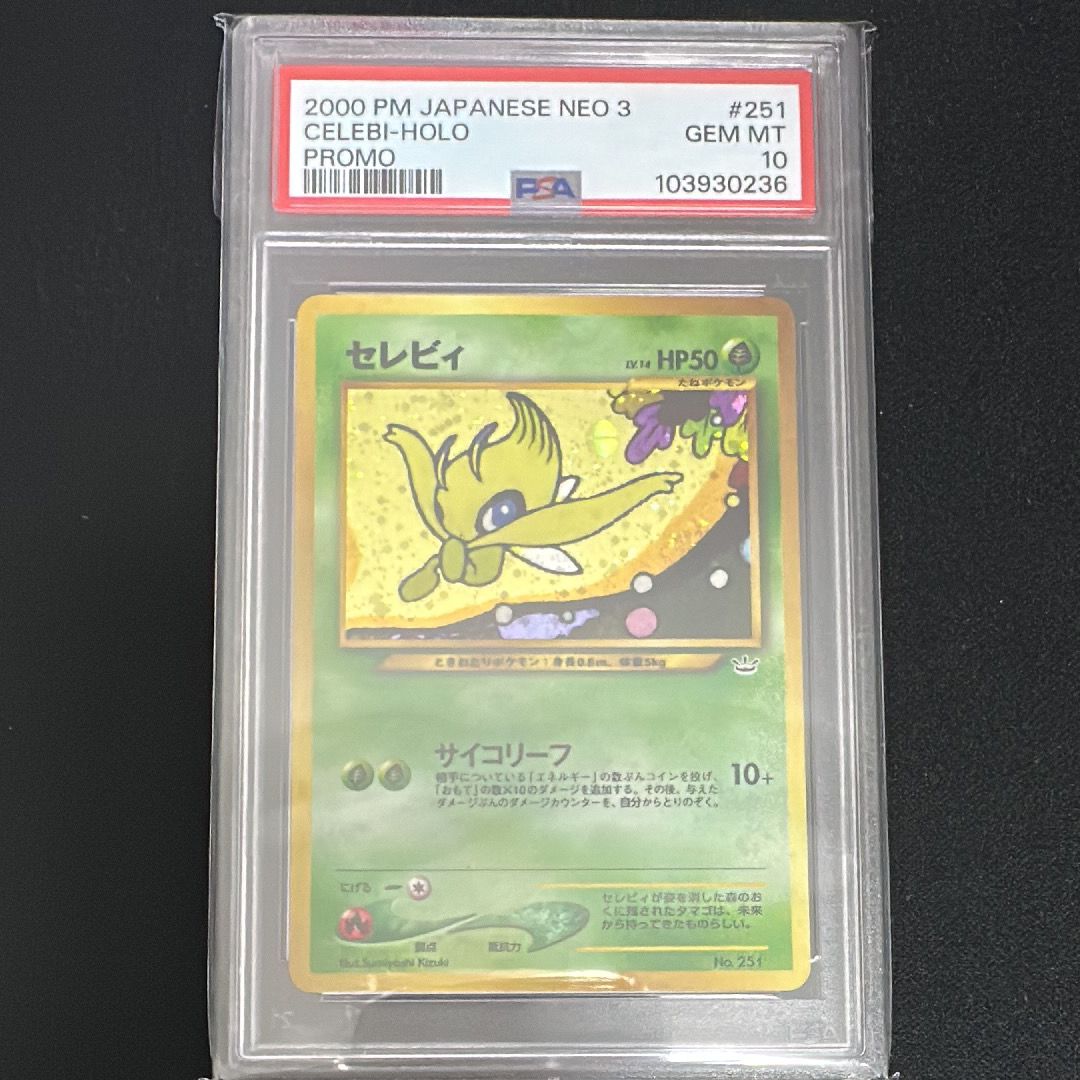 2000 PM JAPANESE NEO 3 #251
CELEBI-HOLO GEM MT
PROMO 10
PSA 103930236
セレビィ LV.14 HP50
たねポケモン
ときわたりポケモン:身長0.6m、体重5kg
サイコリーフ
相手についている「エネルギー」の数ぶんコインを投げ、
「おもて」の数×10のダメージを追加する。その後、与えた
ダメージぶんのダメージカウンターを、自分からとりのぞく。
10+
にげる
セレビィが姿を消した森のお
くに残されたタマゴは、未来
から持ってきたものらしい。
弱点 抵抗力
Illus.Sumiyoshi Kizuki No. 251